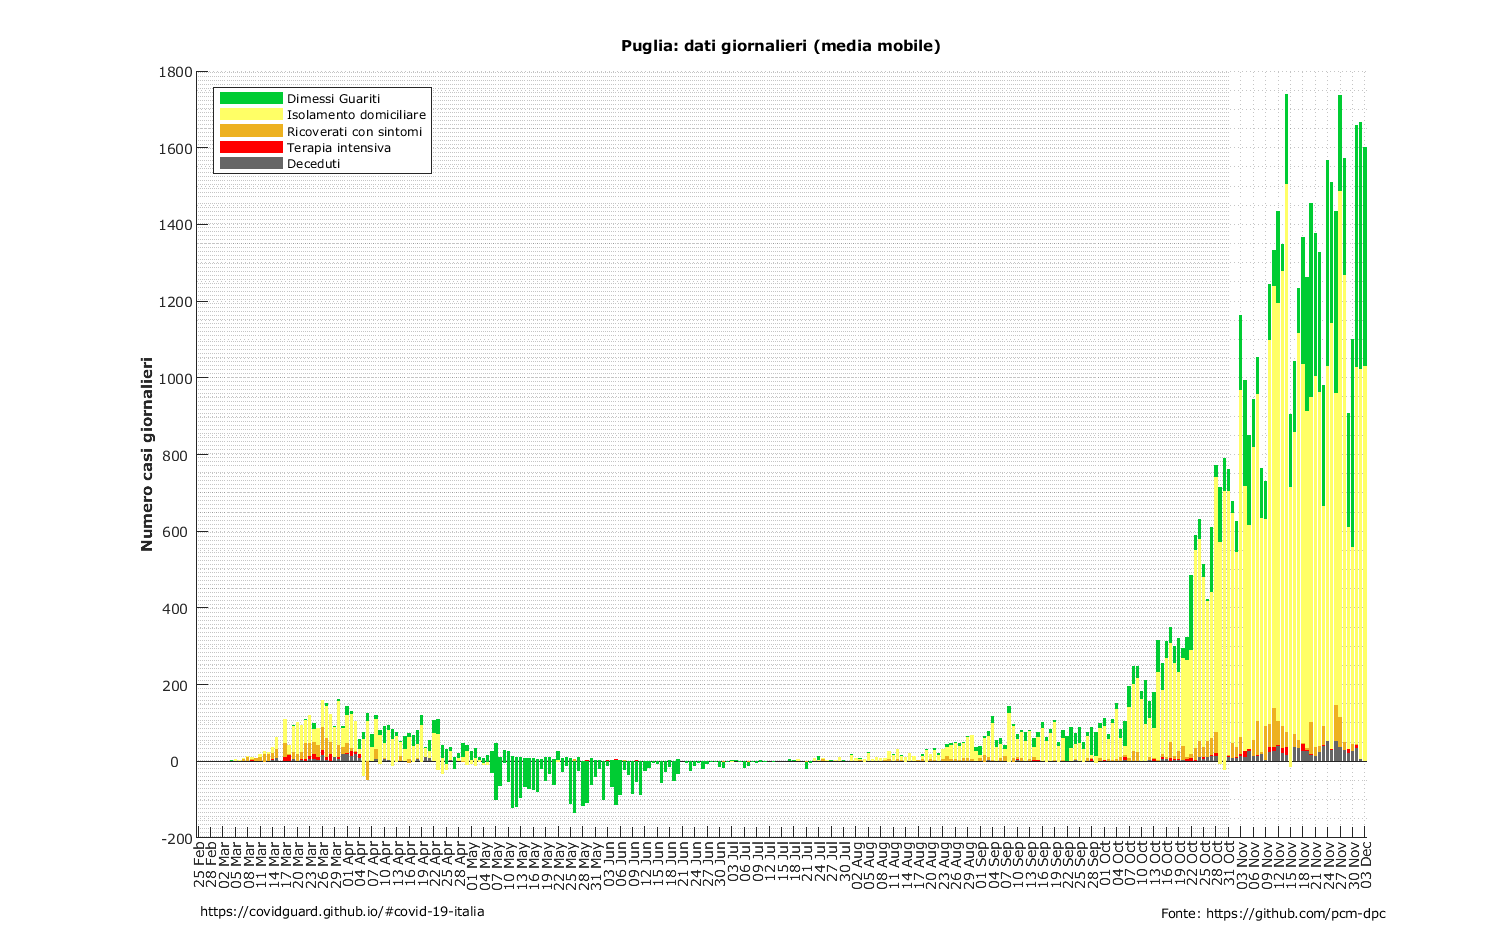 Puglia: dati giornalieri (media mobile)
Dimessi Guariti
Isolamento domiciliare
Ricoverati con sintomi
Terapia intensiva
Deceduti
Numero casi giornalieri
1800
1600
1400
1200
1000
800
600
400
200
0
-200
25 Feb
28 Feb
02 Mar
05 Mar
08 Mar
11 Mar
14 Mar
17 Mar
20 Mar
23 Mar
26 Mar
29 Mar
01 Apr
04 Apr
07 Apr
10 Apr
13 Apr
16 Apr
19 Apr
22 Apr
25 Apr
28 Apr
01 May
04 May
07 May
10 May
13 May
16 May
19 May
22 May
25 May
28 May
31 May
03 Jun
06 Jun
09 Jun
12 Jun
15 Jun
18 Jun
21 Jun
24 Jun
27 Jun
30 Jun
03 Jul
06 Jul
09 Jul
12 Jul
15 Jul
18 Jul
21 Jul
24 Jul
27 Jul
30 Jul
02 Aug
05 Aug
08 Aug
11 Aug
14 Aug
17 Aug
20 Aug
23 Aug
26 Aug
29 Aug
01 Sep
04 Sep
07 Sep
10 Sep
13 Sep
16 Sep
19 Sep
22 Sep
25 Sep
28 Sep
01 Oct
04 Oct
07 Oct
10 Oct
13 Oct
16 Oct
19 Oct
22 Oct
25 Oct
28 Oct
31 Oct
03 Nov
06 Nov
09 Nov
12 Nov
15 Nov
18 Nov
21 Nov
24 Nov
27 Nov
30 Nov
03 Dec
https://covidguard.github.io/#covid-19-italia
Fonte: https://github.com/pcm-dpc